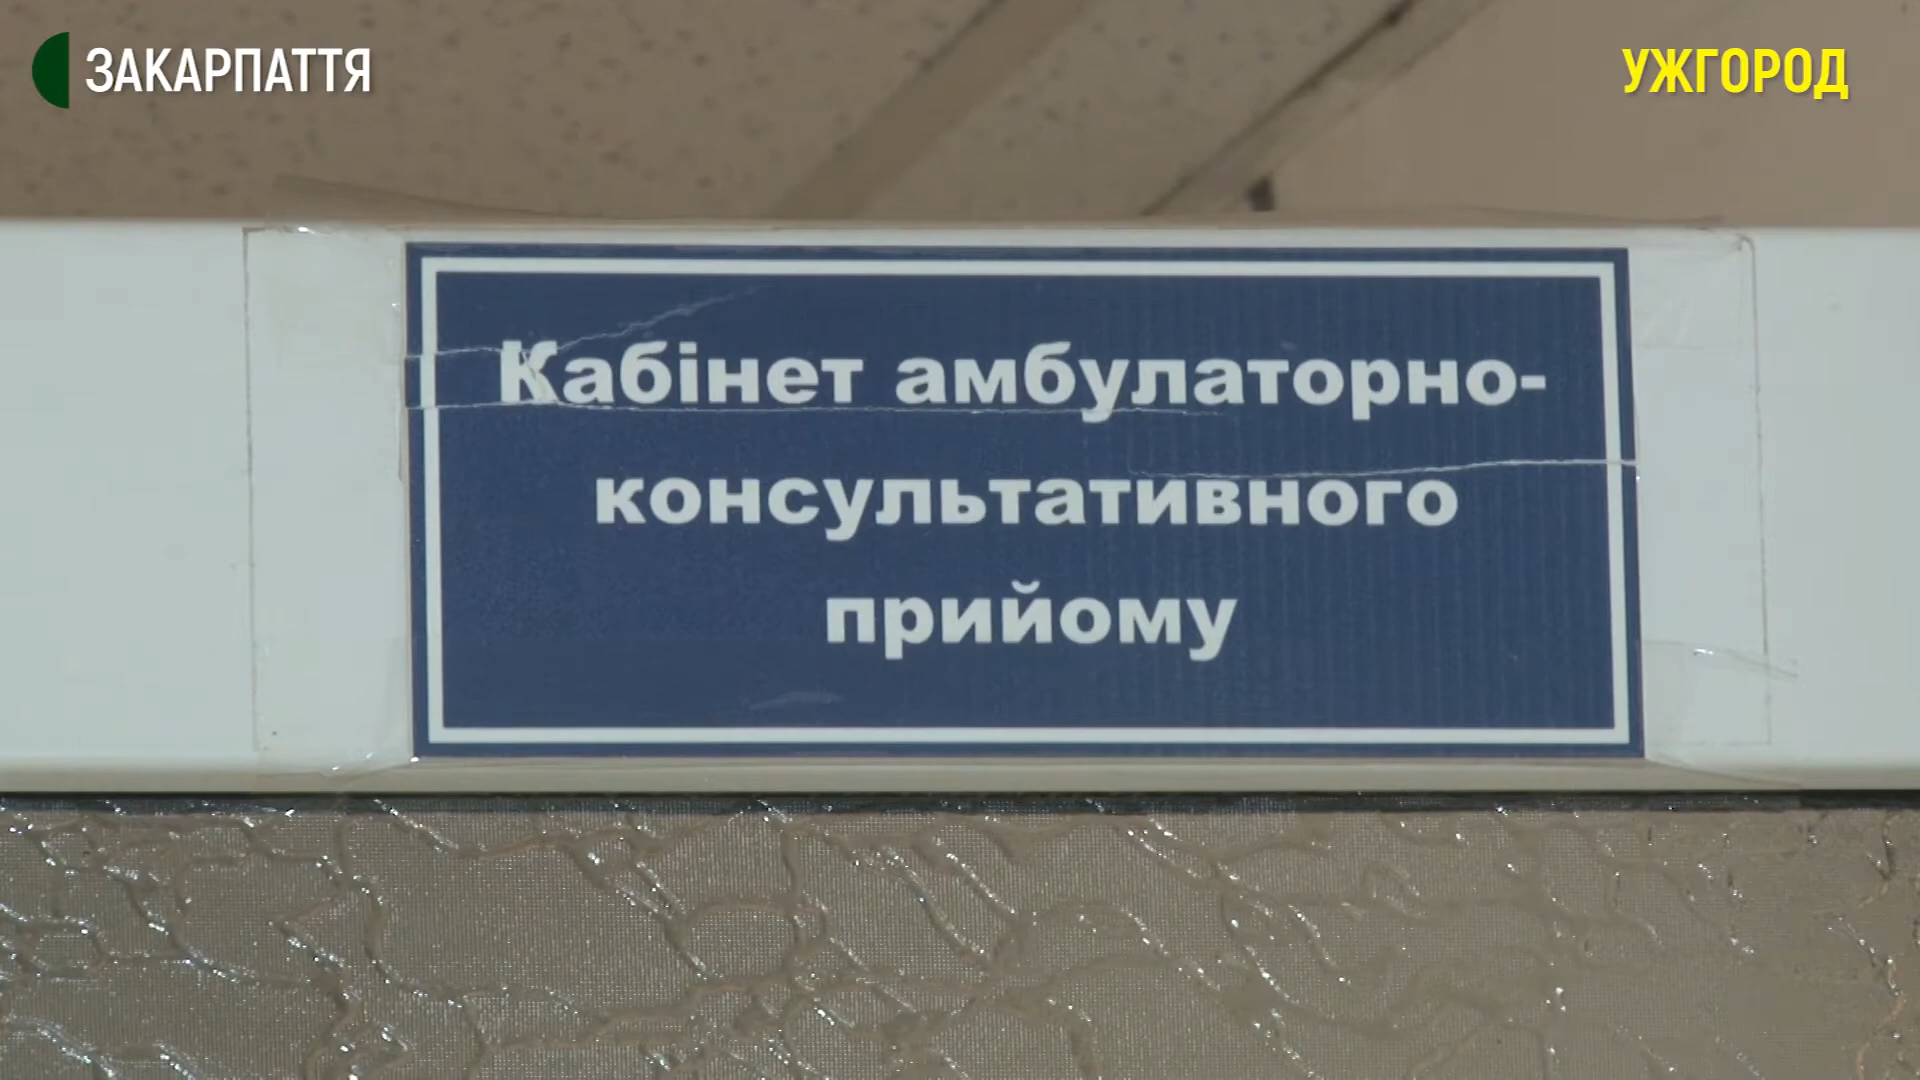 ЗАКАРПАТТЯ
УЖГОРОД
Кабінет амбулаторно-
консультативного
прийому